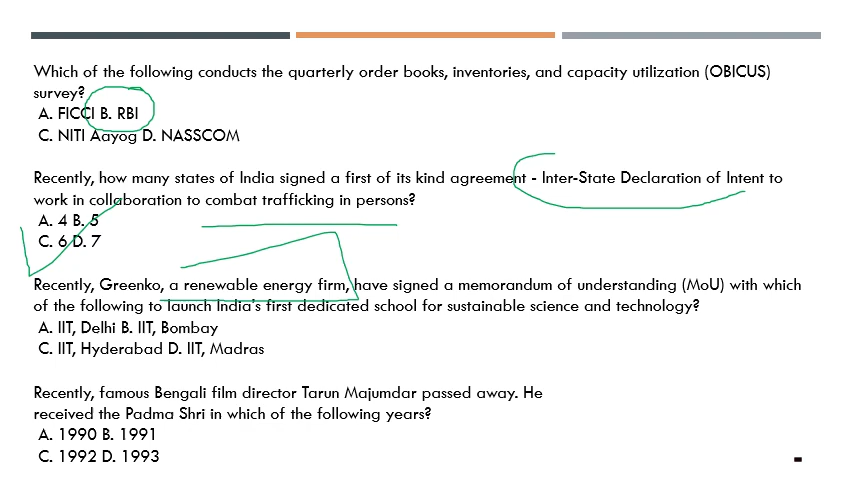 Which of the following conducts the quarterly order books, inventories, and capacity utilization (OBICUS)
survey?
A. FICCI B. RBI
C. NITI Aayog D. NASSCOM
Recently, how many states of India signed a first of its kind agreement - Inter-State Declaration of Intent to
work in collaboration to combat trafficking in persons?
A. 4 B. 5
C. 6 D. 7
Recently, Greenko, a renewable energy firm, have signed a memorandum of understanding (MoU) with which
of the following to launch India's first dedicated school for sustainable science and technology?
A. IIT, Delhi B. IIT, Bombay
C. IIT, Hyderabad D. IIT, Madras
Recently, famous Bengali film director Tarun Majumdar passed away. He
received the Padma Shri in which of the following years?
A. 1990 B. 1991
C. 1992 D. 1993